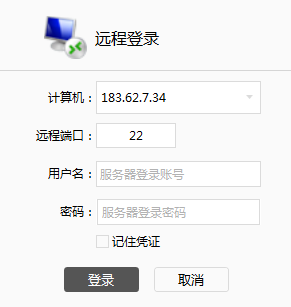 远程登录
计算机：183.62.7.34
远程端口：22
用户名：服务器登录账号
密码：服务器登录密码
记住凭证
登录 取消